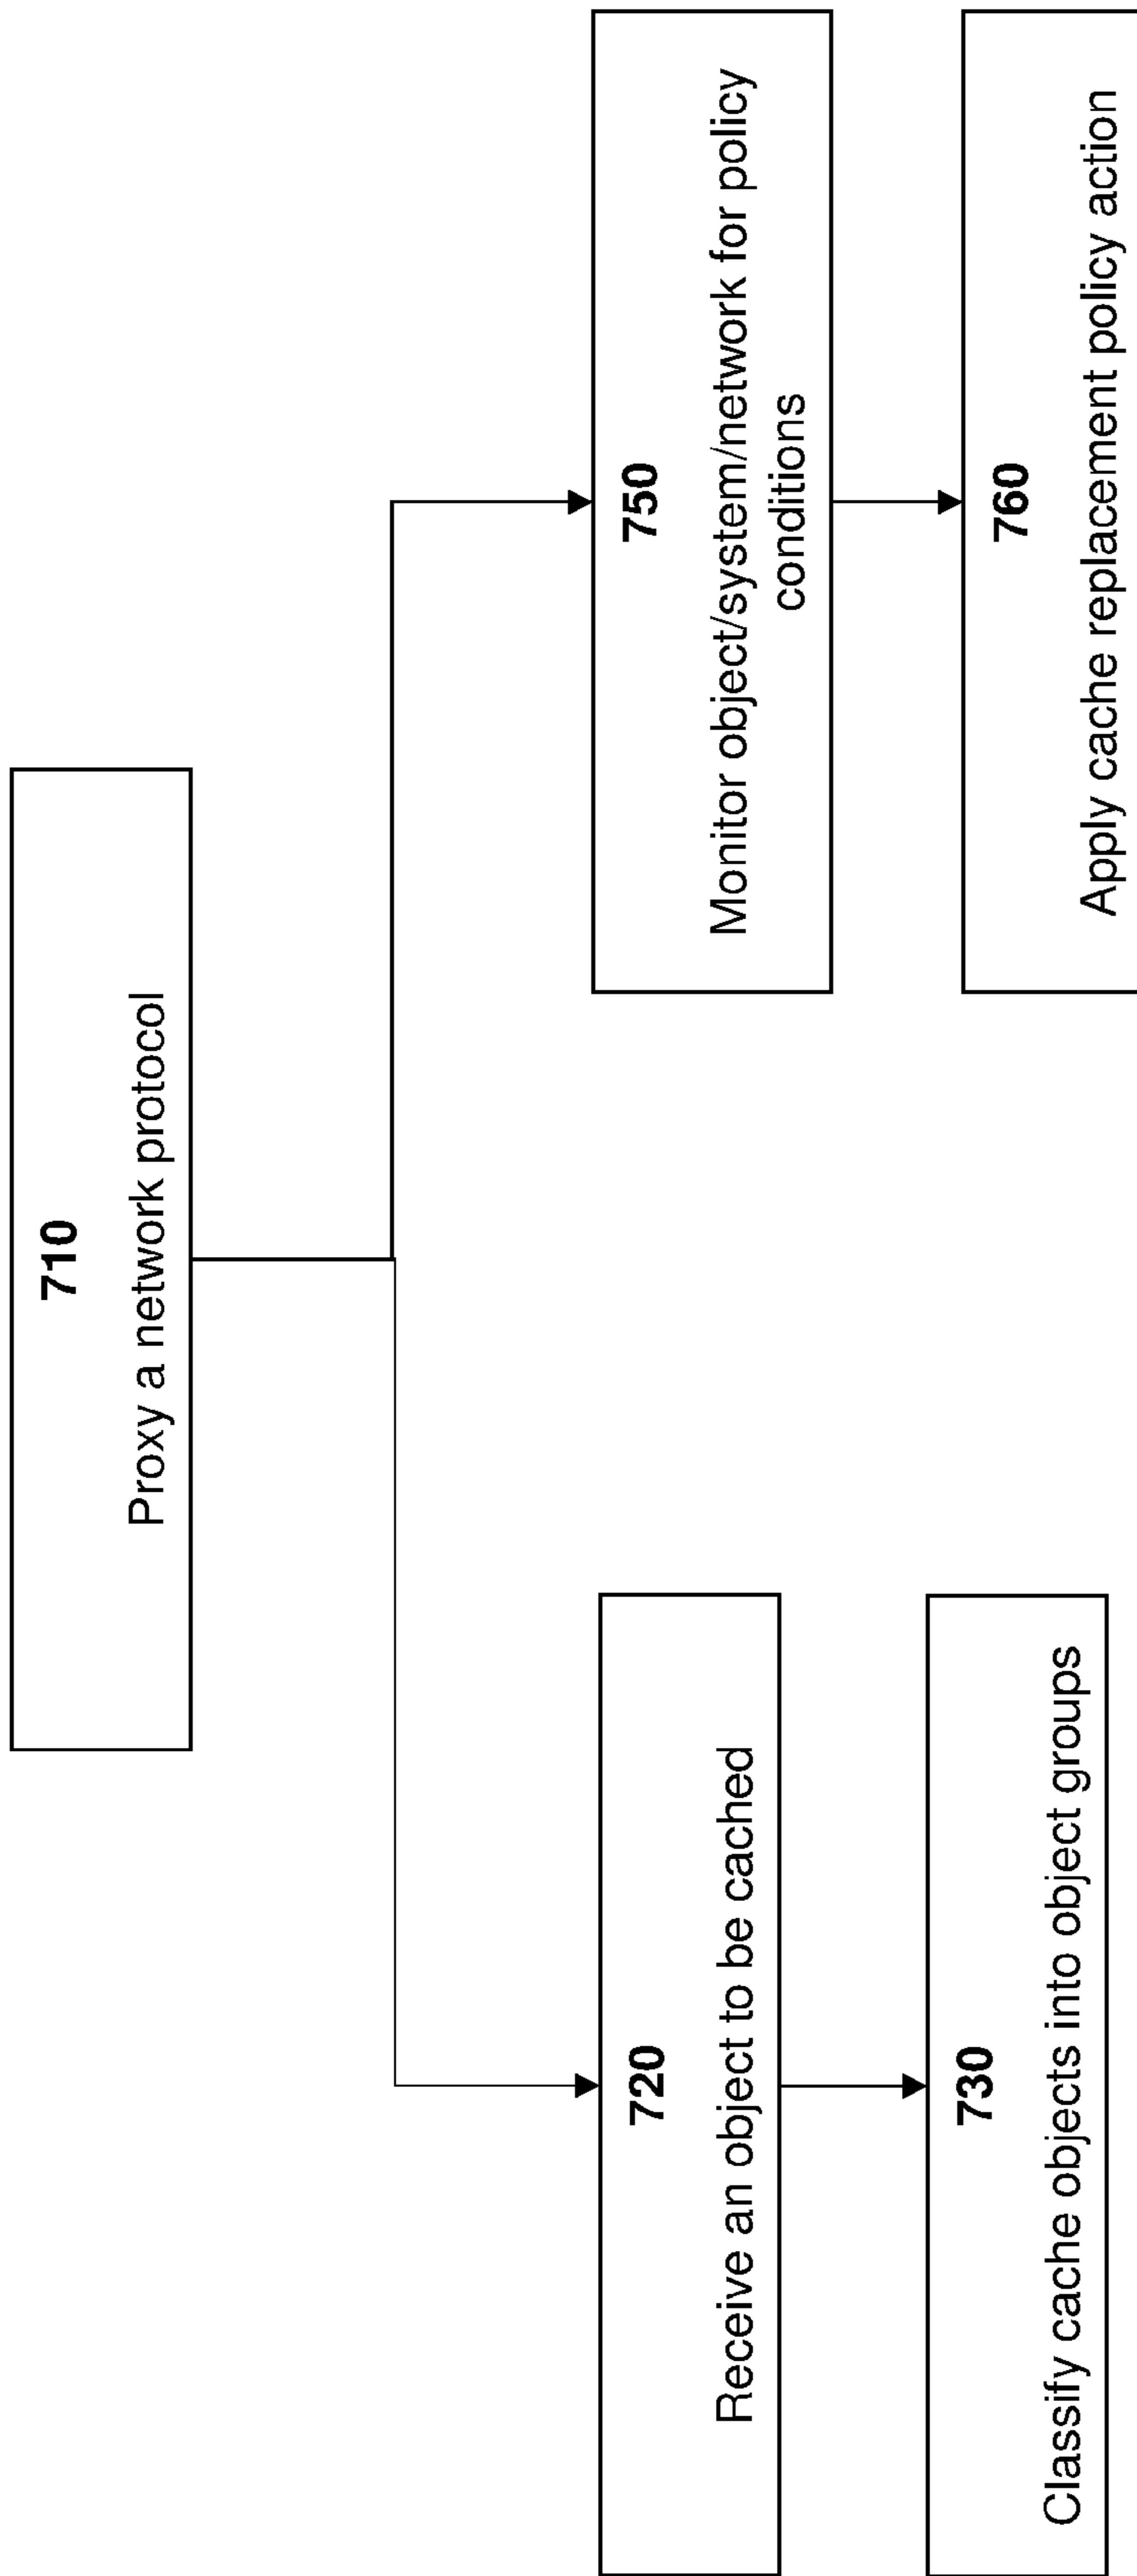 710
Proxy a network protocol
720
Receive an object to be cached
730
Classify cache objects into object groups
750
Monitor object/system/network for policy
conditions
760
Apply cache replacement policy action